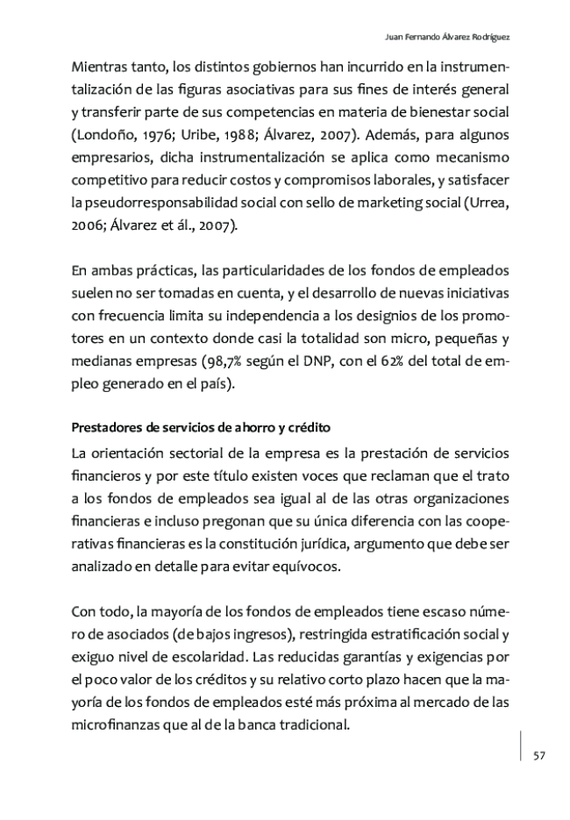 Juan Fernando Álvarez Rodríguez
Mientras tanto, los distintos gobiernos han incurrido en la instrumen-
talización de las figuras asociativas para sus fines de interés general
y transferir parte de sus competencias en materia de bienestar social
(Londoño, 1976; Uribe, 1988; Álvarez, 2007). Además, para algunos
empresarios, dicha instrumentalización se aplica como mecanismo
competitivo para reducir costos y compromisos laborales, y satisfacer
la pseudorresponsabilidad social con sello de marketing social (Urrea,
2006; Álvarez et ál., 2007).
En ambas prácticas, las particularidades de los fondos de empleados
suelen no ser tomadas en cuenta, y el desarrollo de nuevas iniciativas
con frecuencia limita su independencia a los designios de los promo-
tores en un contexto donde casi la totalidad son micro, pequeñas y
medianas empresas (98,7% según el DNP, con el 62% del total de em-
pleo generado en el país).
Prestadores de servicios de ahorro y crédito
La orientación sectorial de la empresa es la prestación de servicios
financieros y por este título existen voces que reclaman que el trato
a los fondos de empleados sea igual al de las otras organizaciones
financieras e incluso pregonan que su única diferencia con las coope-
rativas financieras es la constitución jurídica, argumento que debe ser
analizado en detalle para evitar equívocos.
Con todo, la mayoría de los fondos de empleados tiene escaso núme-
ro de asociados (de bajos ingresos), restringida estratificación social y
exiguo nivel de escolaridad. Las reducidas garantías y exigencias por
el poco valor de los créditos y su relativo corto plazo hacen que la ma-
yoría de los fondos de empleados esté más próxima al mercado de las
microfinanzas que al de la banca tradicional.
57